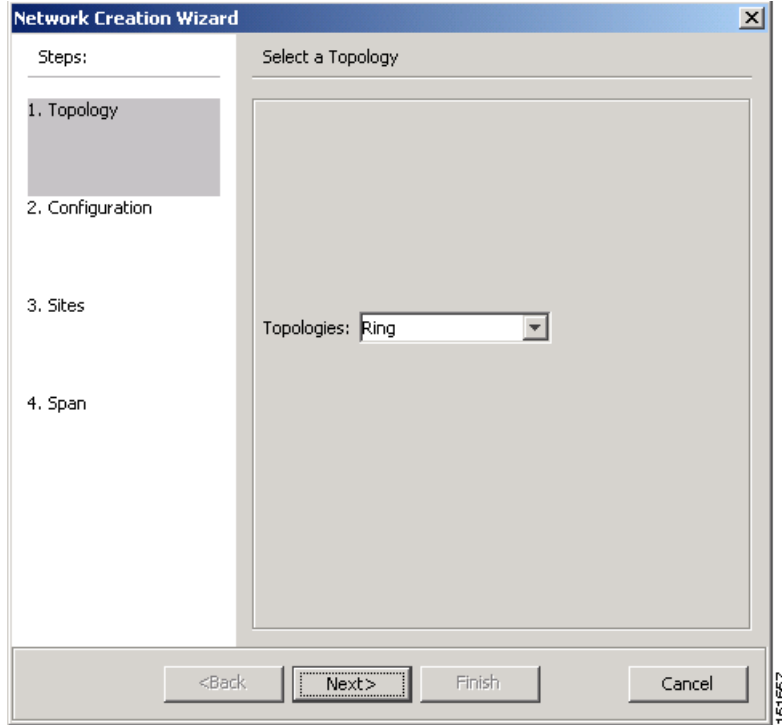 Network Creation Wizard
Steps:
Select a Topology
1. Topology
2. Configuration
3. Sites
4. Span
Topologies: Ring
<Back
Next>
Finish
Cancel